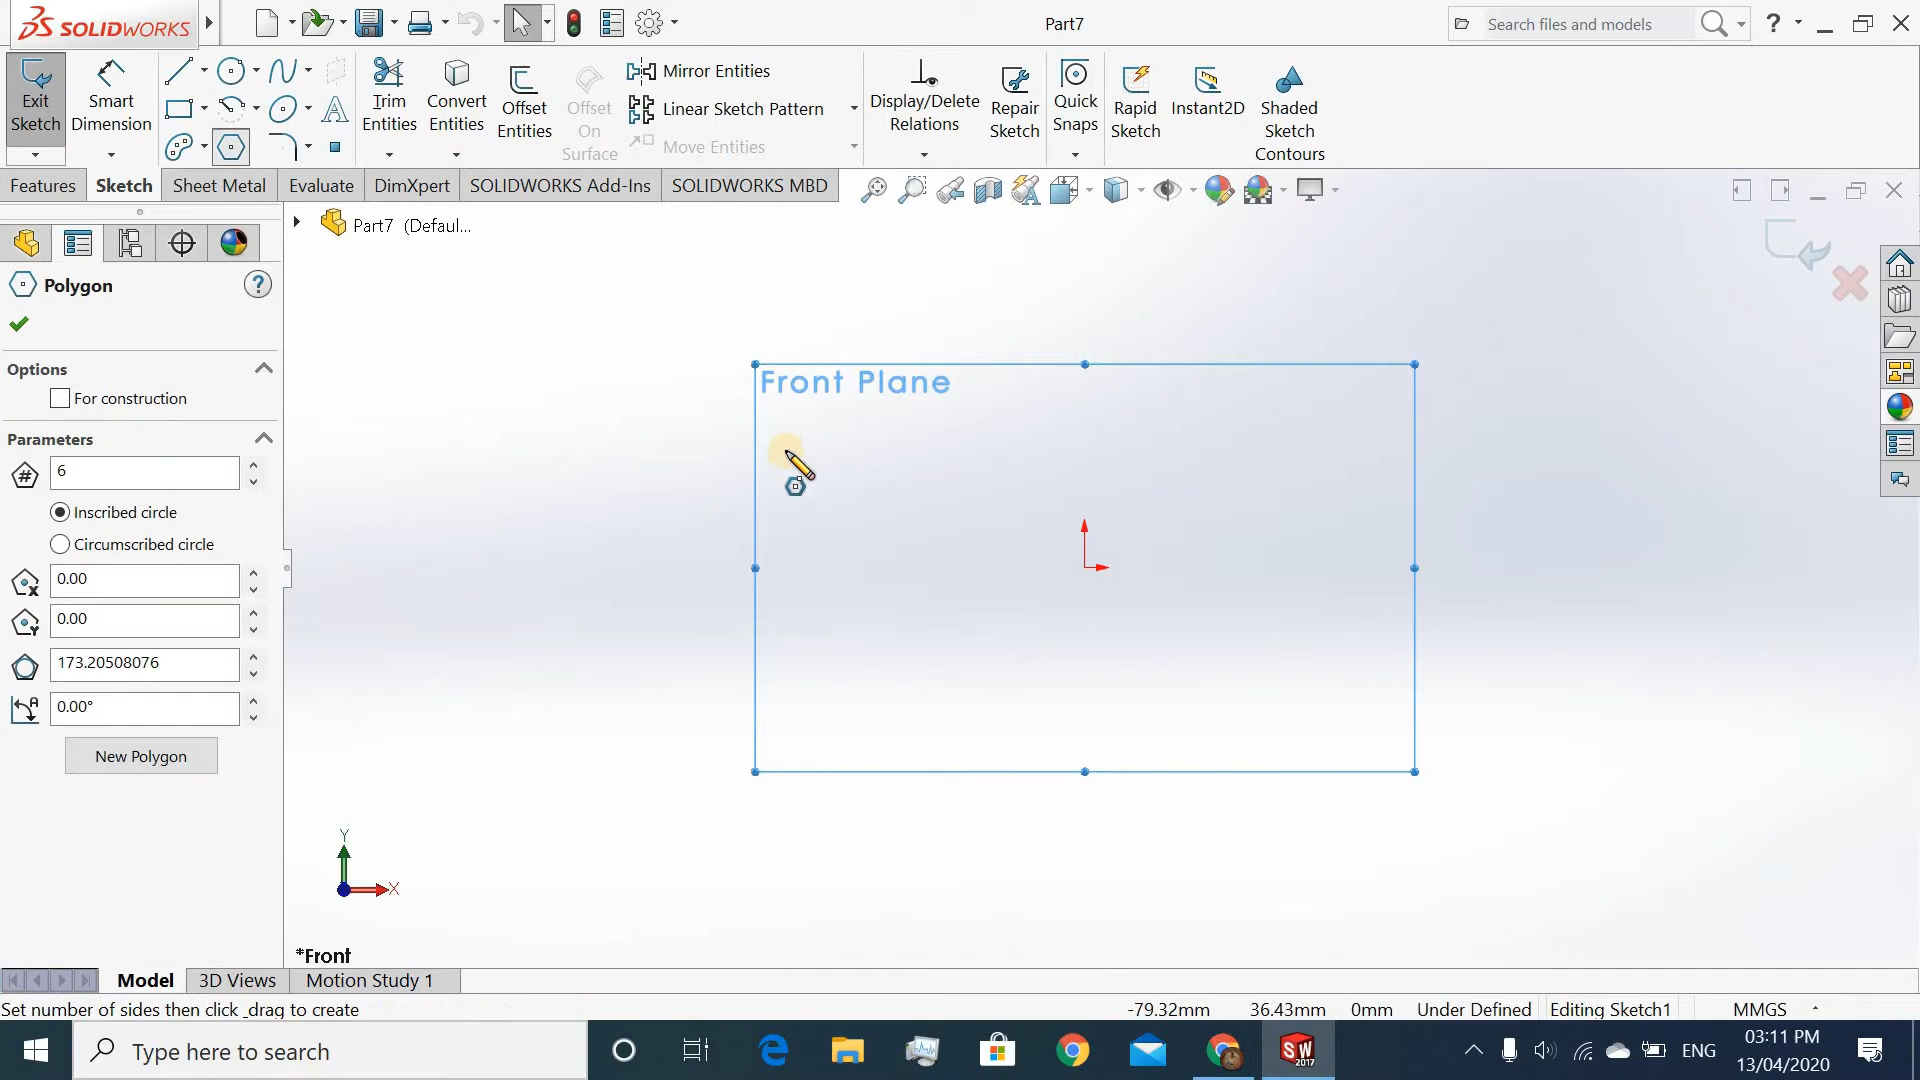 SOLIDWORKS
Part7
Search files and models
Exit
Sketch
Smart
Dimension
Trim
Entities
Convert
Entities
Offset
Entities
Offset
On
Surface
Mirror Entities
Linear Sketch Pattern
Move Entities
Display/Delete
Relations
Repair
Sketch
Quick
Snaps
Rapid
Sketch
Instant2D
Shaded
Sketch
Contours
Features
Sketch
Sheet Metal
Evaluate
DimXpert
SOLIDWORKS Add-Ins
SOLIDWORKS MBD
Part7 (Defaul...
Polygon
?
Options
For construction
Parameters
#
6
Inscribed circle
Circumscribed circle
X
0.00
Y
0.00
173.20508076
A
0.00°
New Polygon
Front Plane
Y
X
*Front
Model
3D Views
Motion Study 1
Set number of sides then click _drag to create
-79.32mm
36.43mm
0mm
Under Defined
Editing Sketch1
MMGS
Type here to search
SW
2017
ENG
03:11 PM
13/04/2020